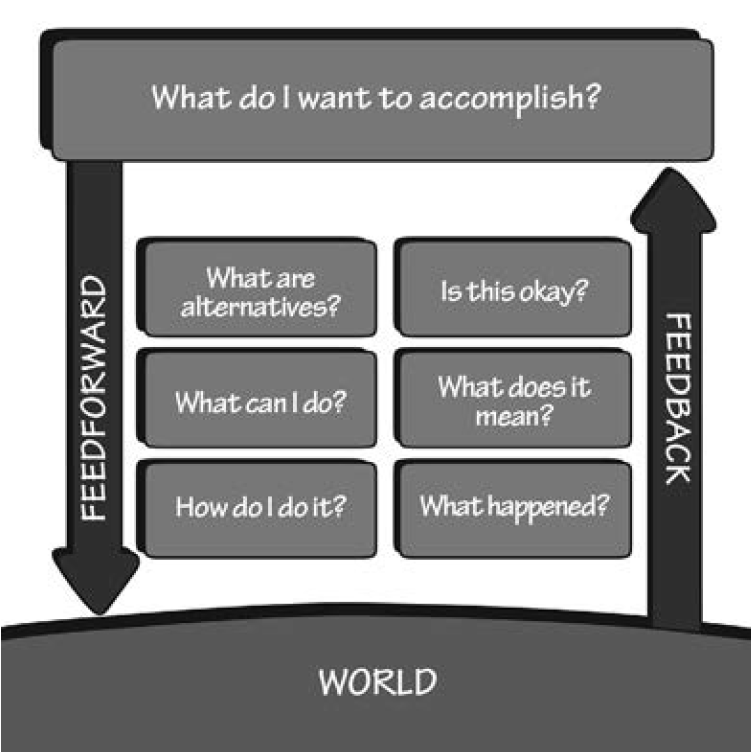 What do I want to accomplish?
FEEDFORWARD
What are
alternatives?
What can I do?
How do I do it?
Is this okay?
What does it
mean?
What happened?
FEEDBACK
WORLD